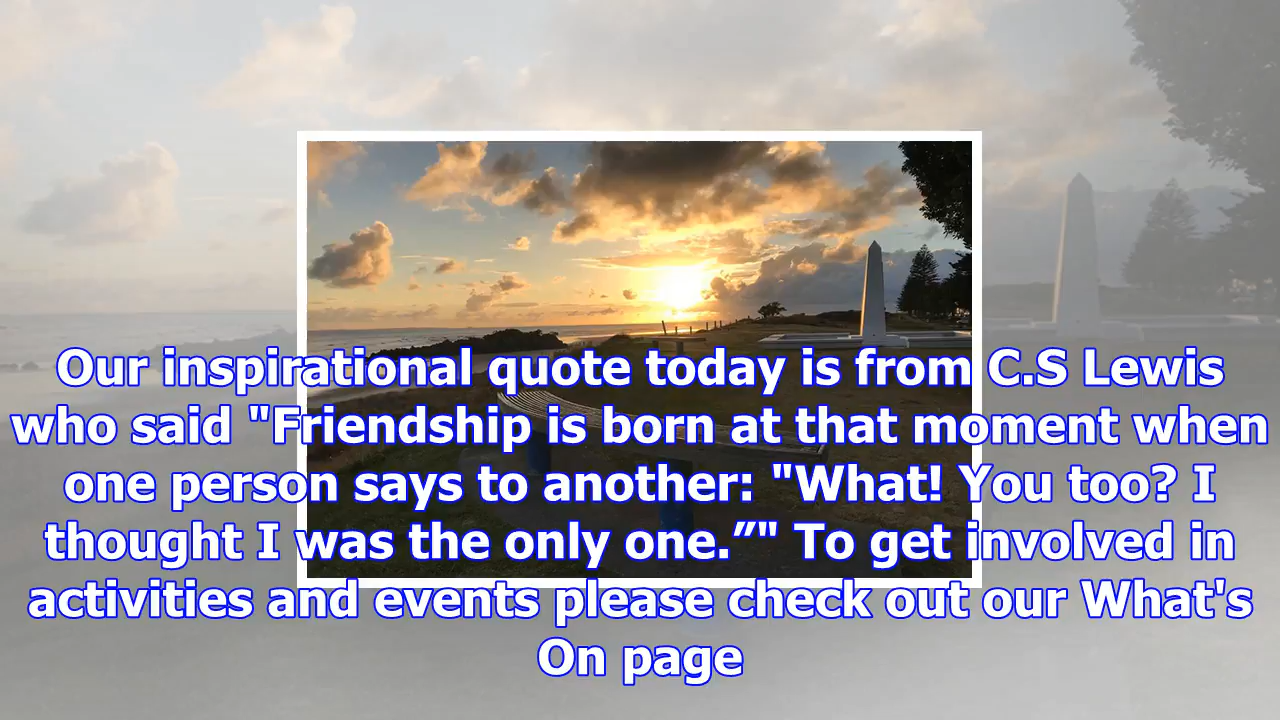 Our inspirational quote today is from C.S Lewis
who said "Friendship is born at that moment when
one person says to another: "What! You too? I
thought I was the only one.”" To get involved in
activities and events please check out our What's
On page